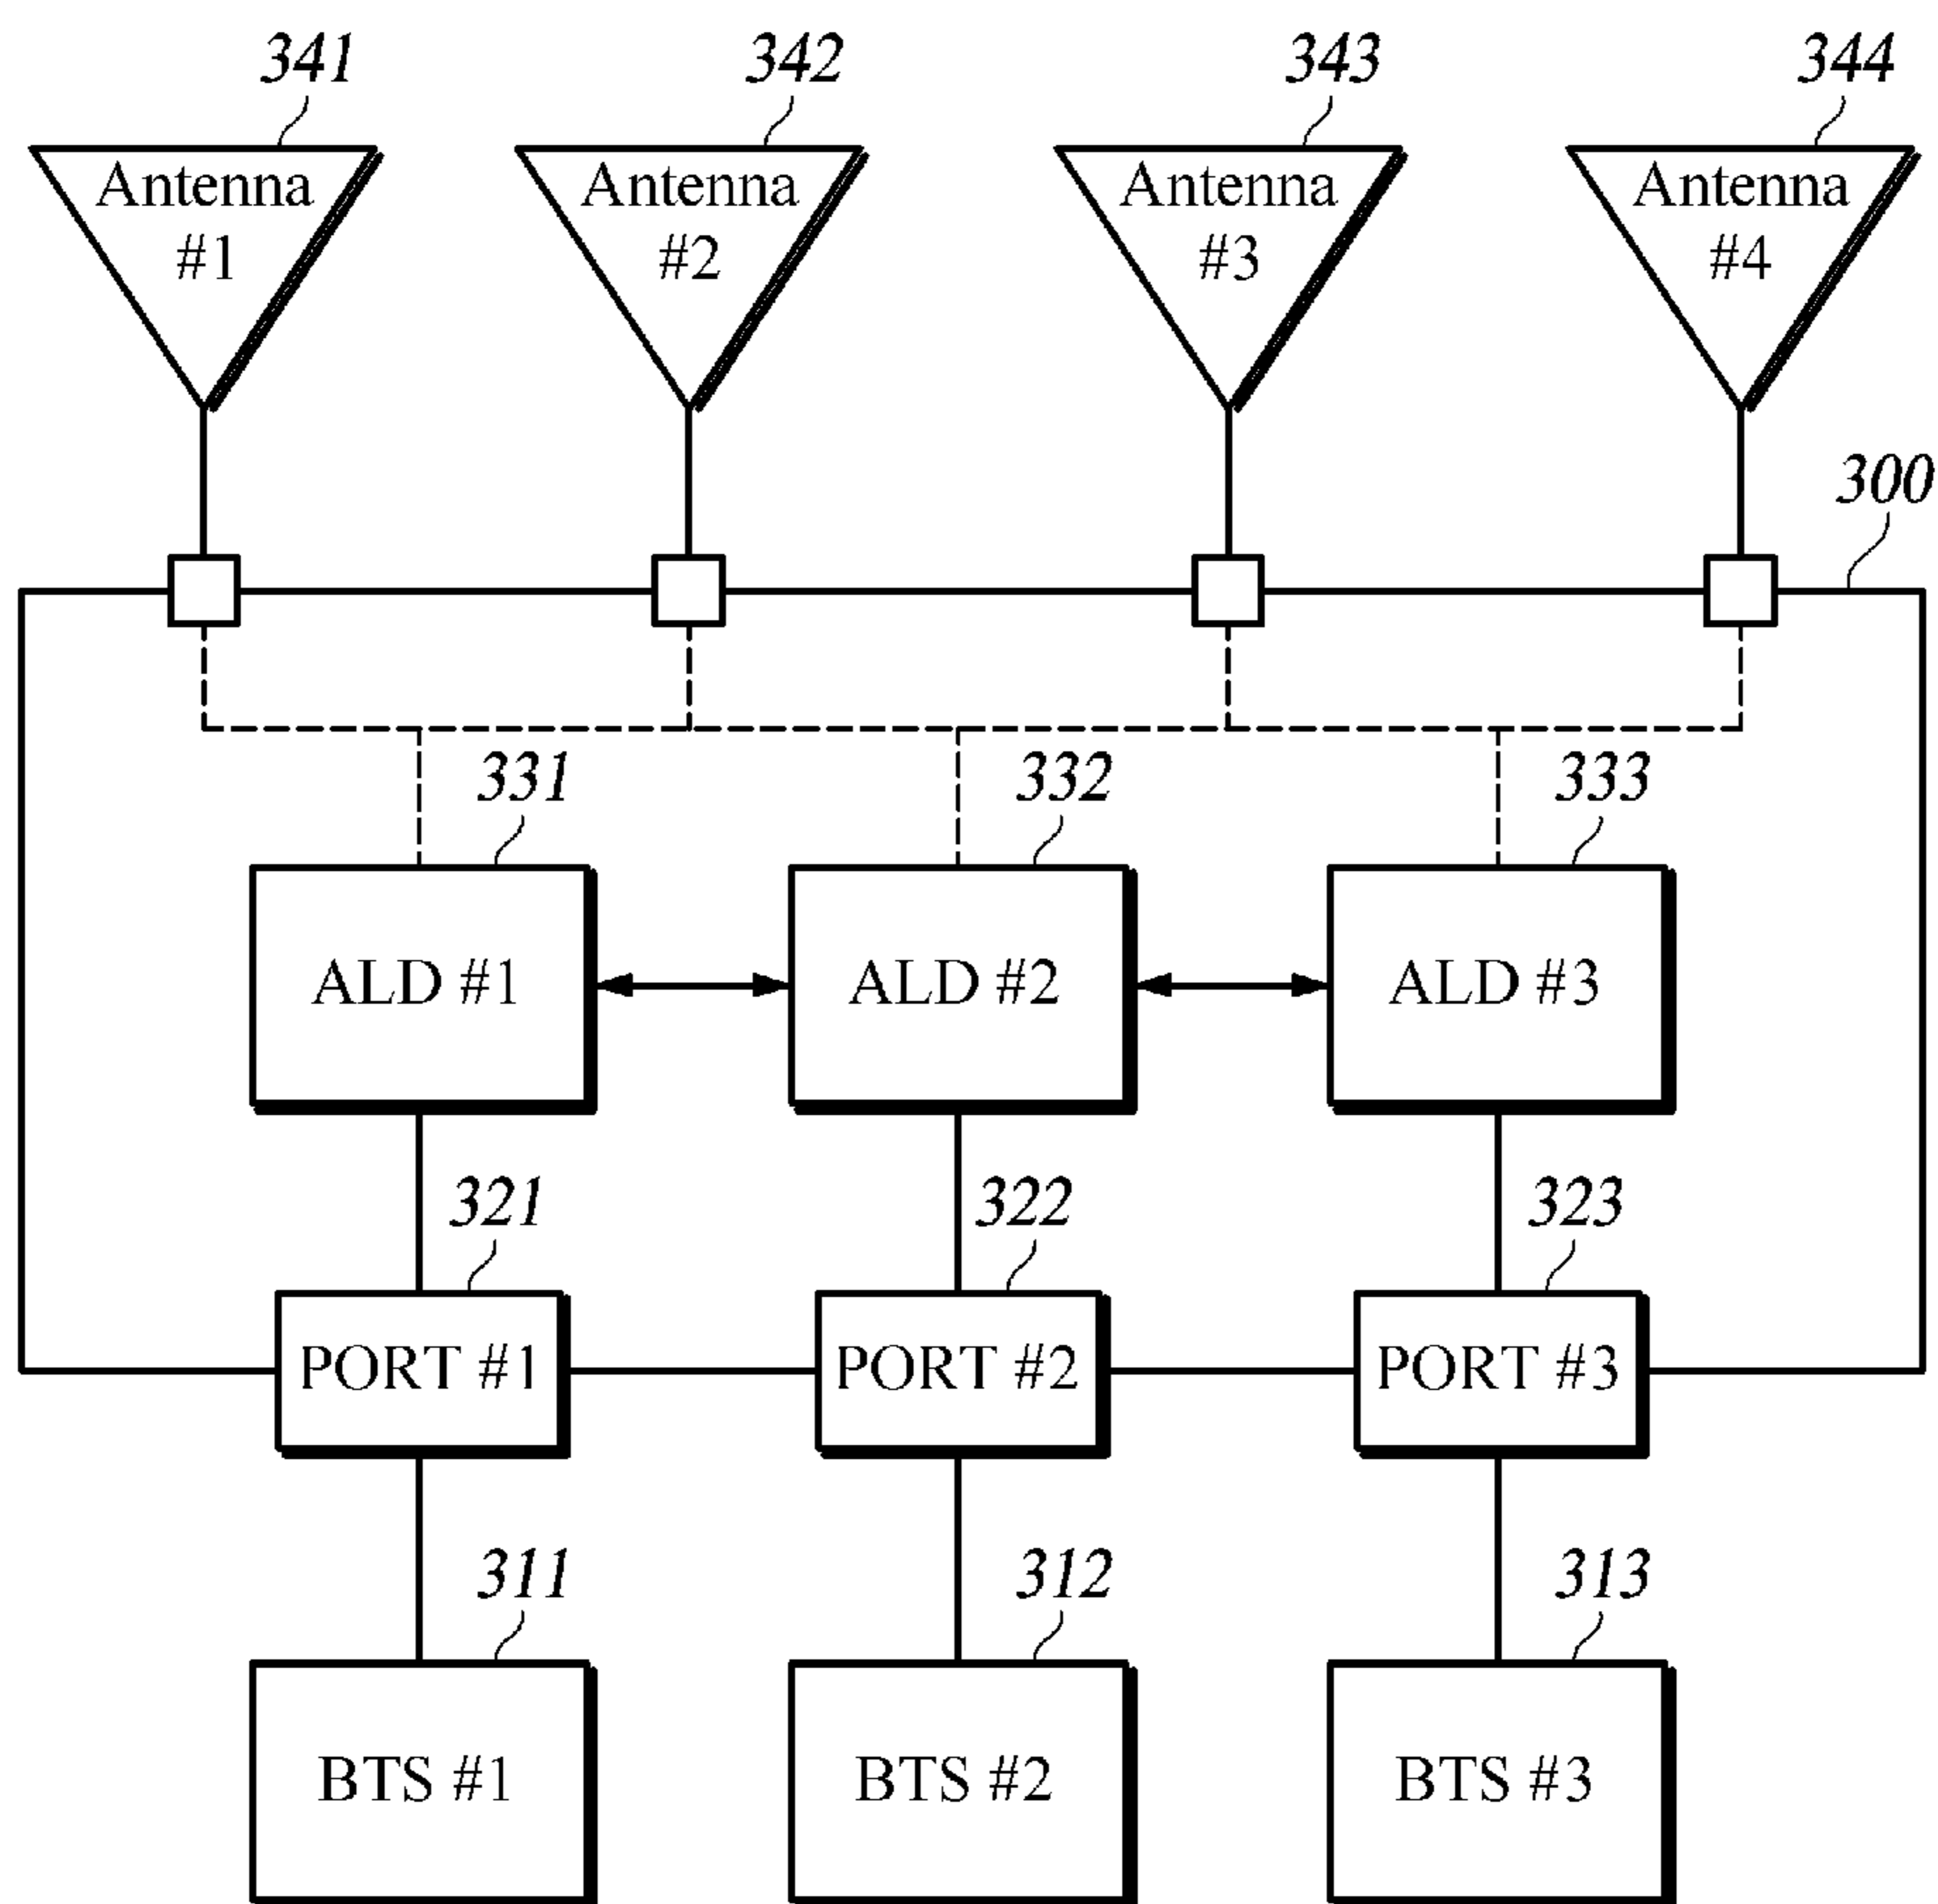 341
342
343
344
Antenna
#1
Antenna
#2
Antenna
#3
Antenna
#4
300
331
332
333
ALD #1
ALD #2
ALD #3
321
322
323
PORT #1
PORT #2
PORT #3
311
312
313
BTS #1
BTS #2
BTS #3